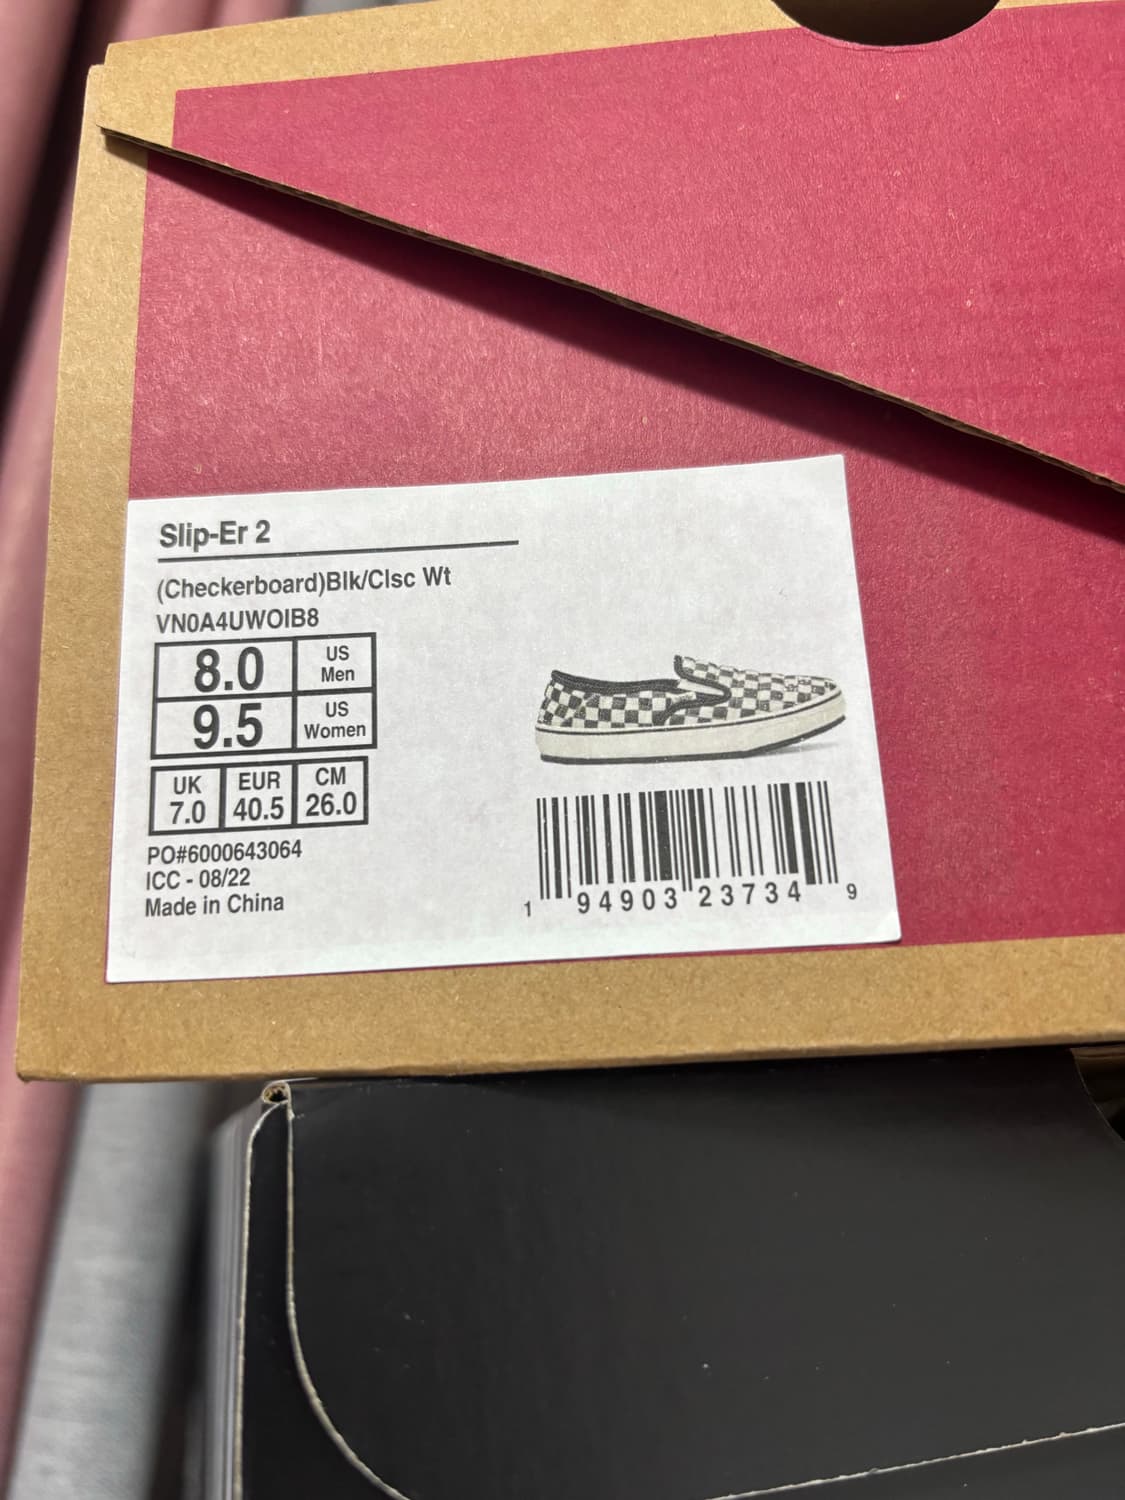 Slip-Er 2
(Checkerboard)Blk/Clsc Wt
VN0A4UWOIB8
8.0 US Men
9.5 US Women
UK 7.0 EUR 40.5 CM 26.0
PO#6000643064
ICC - 08/22
Made in China
1 94903 23734 9